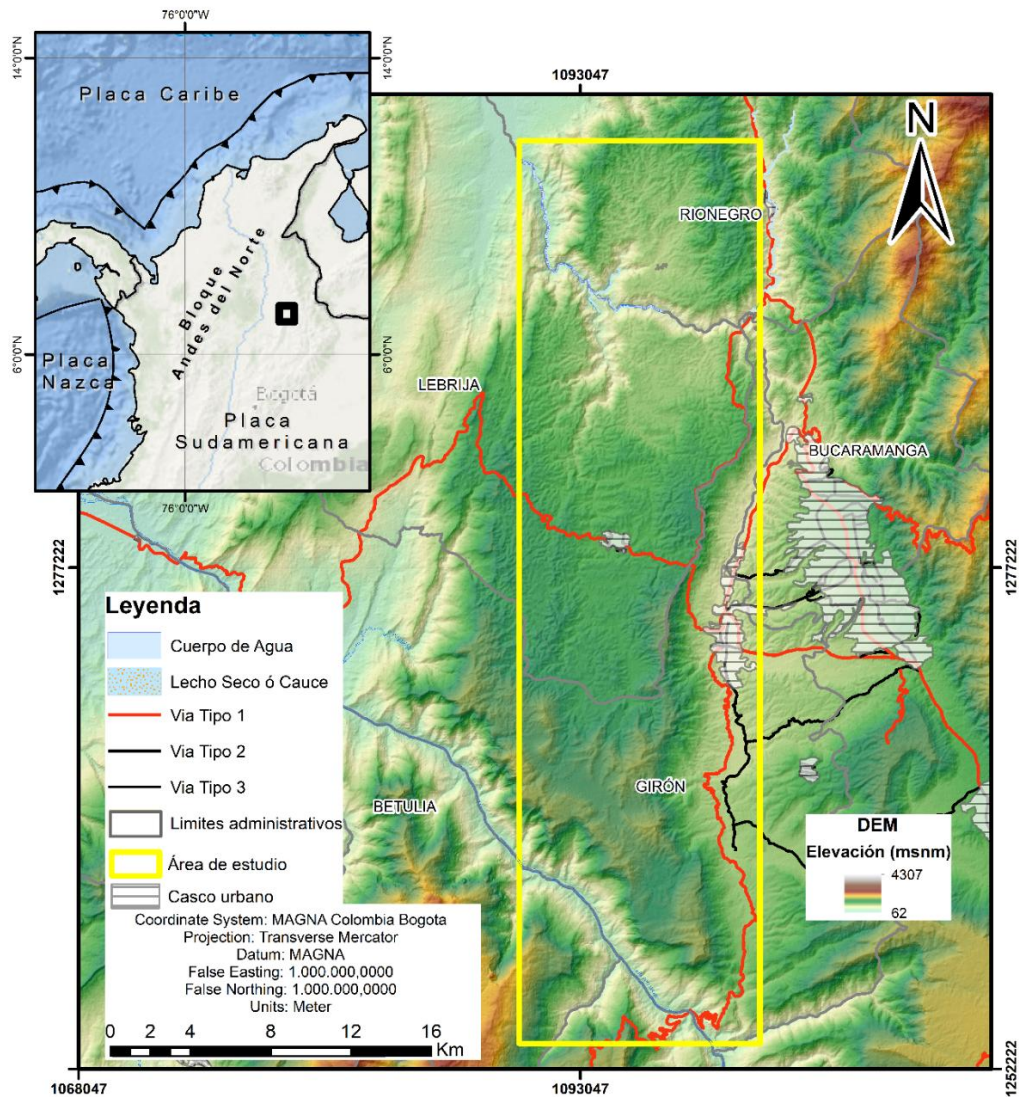 76°0'0"W
14°0'0"N
14°0'0"N
Placa Caribe
Bloque
Andes del Norte
6°0'0"N
6°0'0"N
Placa
Nazca
Bogotá
Placa
Sudamericana
Colombia
76°0'0"W
1093047
N
RIONEGRO
LEBRIJA
BUCARAMANGA
1277222
1277222
GIRÓN
BETULIA
Leyenda
Cuerpo de Agua
Lecho Seco ó Cauce
Via Tipo 1
Via Tipo 2
Via Tipo 3
Limites administrativos
Área de estudio
Casco urbano
DEM
Elevación (msnm)
4307
62
Coordinate System: MAGNA Colombia Bogota
Projection: Transverse Mercator
Datum: MAGNA
False Easting: 1.000.000,0000
False Northing: 1.000.000,0000
Units: Meter
0 2 4 8 12 16
Km
1068047
1093047
1252222